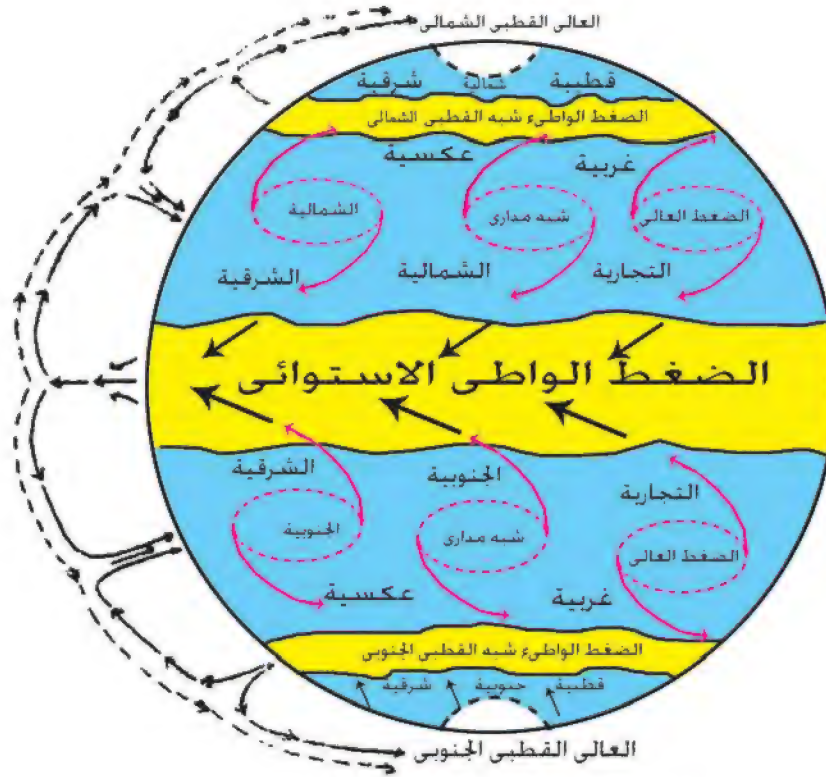 العالى القطبى الشمالى
قطبية شمالية شرقية
الضغط الواطىء شبه القطبى الشمالى
غربية عكسية
الضغط العالى شبه مدارى الشمالية
التجارية الشمالية الشرقية
الضغط الواطى الاستوائى
التجارية الجنوبية الشرقية
الضغط العالى شبه مدارى الجنوبية
غربية عكسية
الضغط الواطىء شبه القطبى الجنوبى
قطبية جنوبية شرقية
العالى القطبى الجنوبى